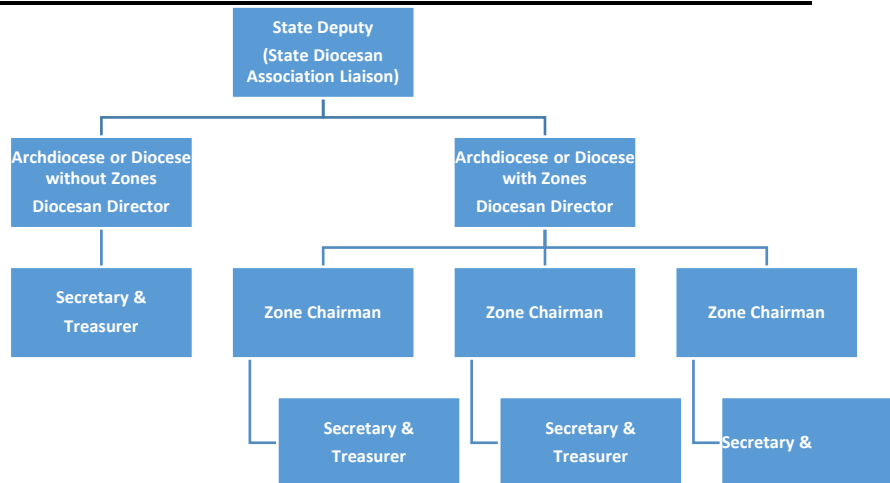 State Deputy
(State Diocesan
Association Liaison)
Archdiocese or Diocese
without Zones
Diocesan Director
Archdiocese or Diocese
with Zones
Diocesan Director
Secretary &
Treasurer
Zone Chairman
Zone Chairman
Zone Chairman
Secretary &
Treasurer
Secretary &
Treasurer
Secretary &